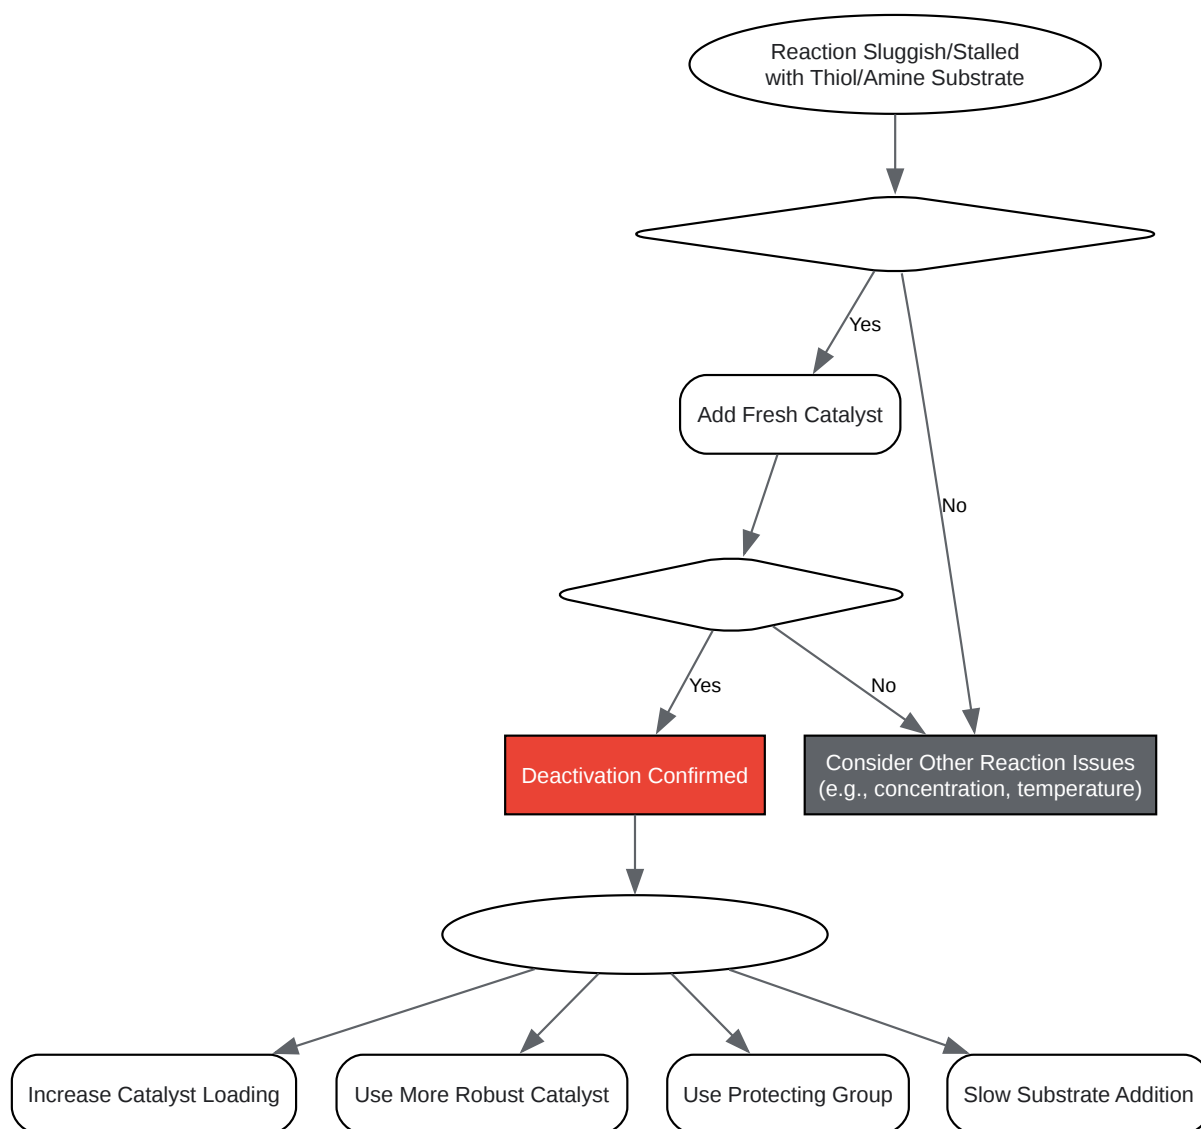 Reaction Sluggish/Stalled
with Thiol/Amine Substrate
Yes
Add Fresh Catalyst
No
Yes
No
Deactivation Confirmed
Consider Other Reaction Issues
(e.g., concentration, temperature)
Increase Catalyst Loading
Use More Robust Catalyst
Use Protecting Group
Slow Substrate Addition